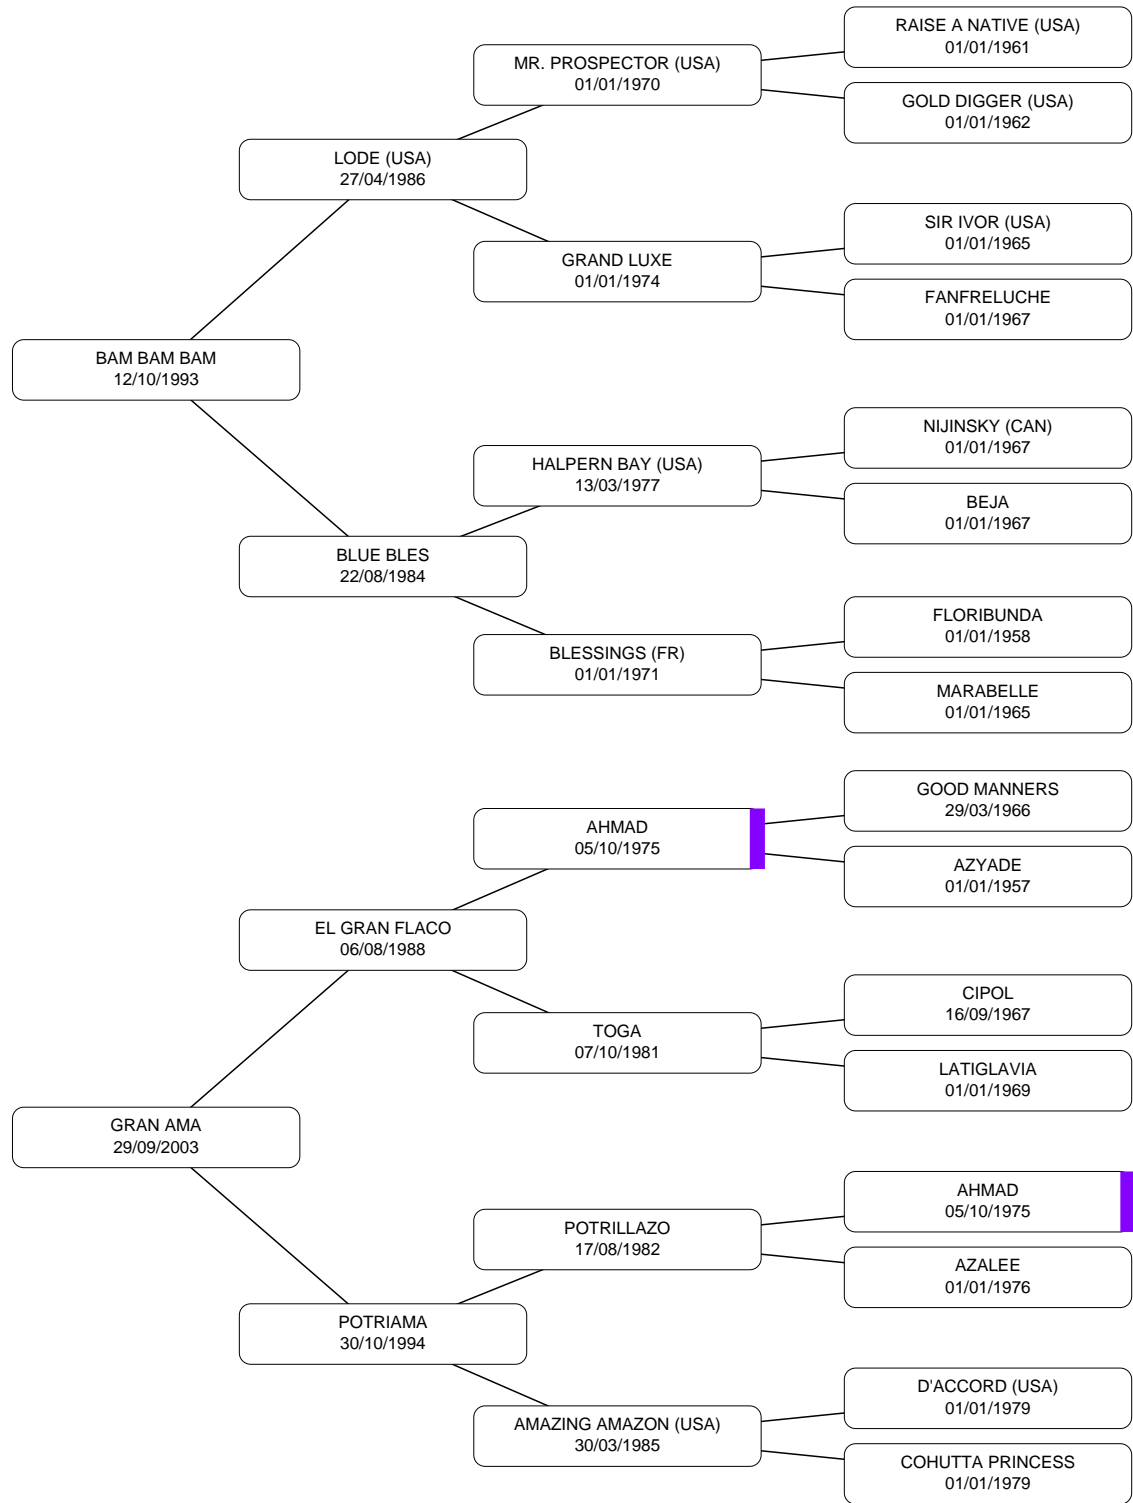 RAISE A NATIVE (USA)
01/01/1961
MR. PROSPECTOR (USA)
01/01/1970
GOLD DIGGER (USA)
01/01/1962
LODE (USA)
27/04/1986
SIR IVOR (USA)
01/01/1965
GRAND LUXE
01/01/1974
FANFRELUCHE
01/01/1967
BAM BAM BAM
12/10/1993
NIJINSKY (CAN)
01/01/1967
HALPERN BAY (USA)
13/03/1977
BEJA
01/01/1967
BLUE BLES
22/08/1984
FLORIBUNDA
01/01/1958
BLESSINGS (FR)
01/01/1971
MARABELLE
01/01/1965
GOOD MANNERS
29/03/1966
AHMAD
05/10/1975
AZYADE
01/01/1957
EL GRAN FLACO
06/08/1988
CIPOL
16/09/1967
TOGA
07/10/1981
LATIGLAVIA
01/01/1969
GRAN AMA
29/09/2003
AHMAD
05/10/1975
POTRILLAZO
17/08/1982
AZALEE
01/01/1976
POTRIAMA
30/10/1994
D'ACCORD (USA)
01/01/1979
AMAZING AMAZON (USA)
30/03/1985
COHUTTA PRINCESS
01/01/1979